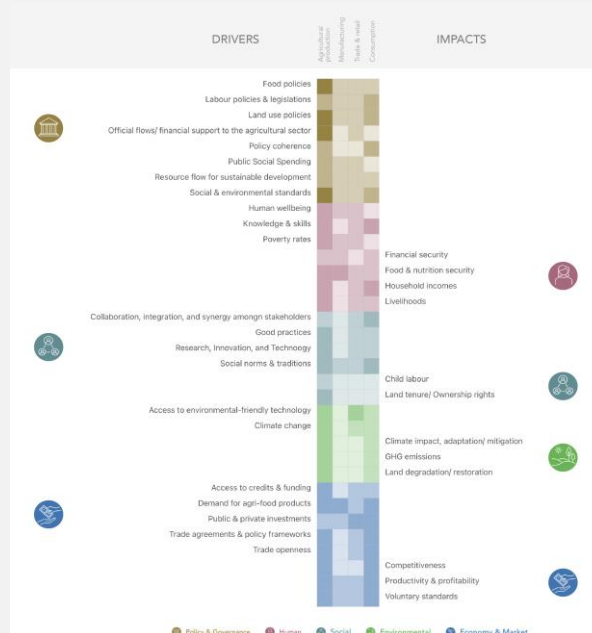 DRIVERS
IMPACTS
Agricultural
production
Manufacturing
Trade & retail
Consumption
Food policies
Labour policies & legislations
Land use policies
Official flows/ financial support to the agricultural sector
Policy coherence
Public Social Spending
Resource flow for sustainable development
Social & environmental standards
Human wellbeing
Knowledge & skills
Poverty rates
Financial security
Food & nutrition security
Household incomes
Livelihoods
Collaboration, integration, and synergy amongn stakeholders
Good practices
Research, Innovation, and Technoogy
Social norms & traditions
Child labour
Land tenure/ Ownership rights
Access to environmental-friendly technology
Climate change
Climate impact, adaptation/ mitigation
GHG emissions
Land degradation/ restoration
Access to credits & funding
Demand for agri-food products
Public & private investments
Trade agreements & policy frameworks
Trade openness
Competitiveness
Productivity & profitability
Voluntary standards
Policy & Governance
Human
Social
Environmental
Economy & Market